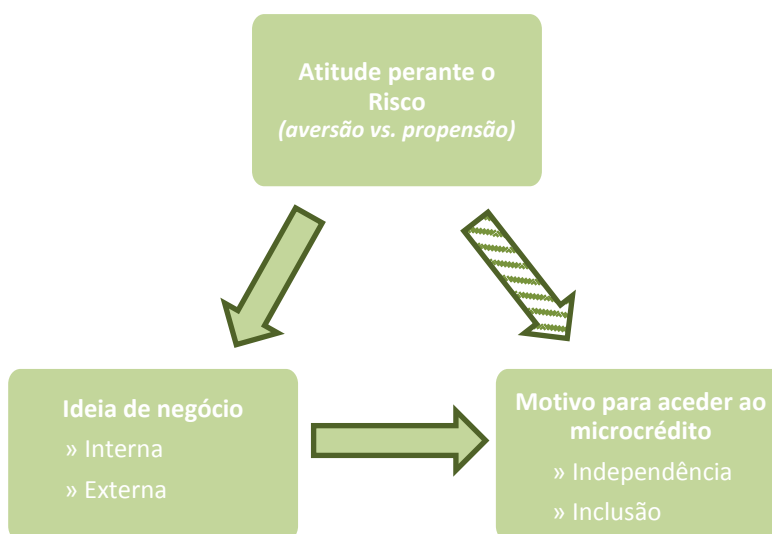 Atitude perante o
Risco
(aversão vs. propensão)
Ideia de negócio
» Interna
» Externa
Motivo para aceder ao
microcrédito
» Independência
» Inclusão